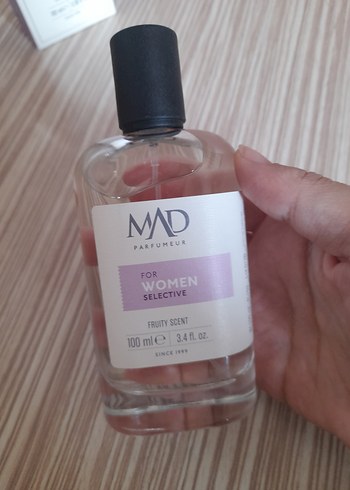 MAD
PARFUMEUR
FOR
WOMEN
SELECTIVE
FRUITY SCENT
100 ml ℮ 3.4 fl. oz.
SINCE 1999